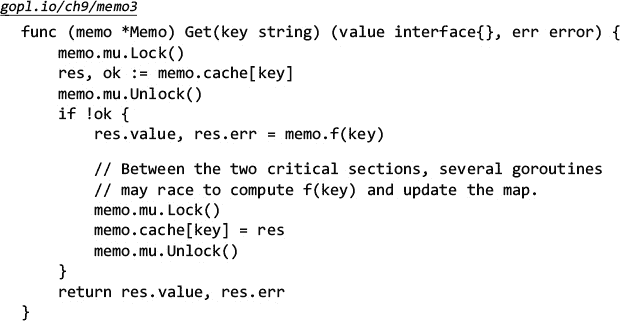 gopl.io/ch9/memo3
func (memo *Memo) Get(key string) (value interface{}, err error) {
    memo.mu.Lock()
    res, ok := memo.cache[key]
    memo.mu.Unlock()
    if !ok {
        res.value, res.err = memo.f(key)
        // Between the two critical sections, several goroutines
        // may race to compute f(key) and update the map.
        memo.mu.Lock()
        memo.cache[key] = res
        memo.mu.Unlock()
    }
    return res.value, res.err
}